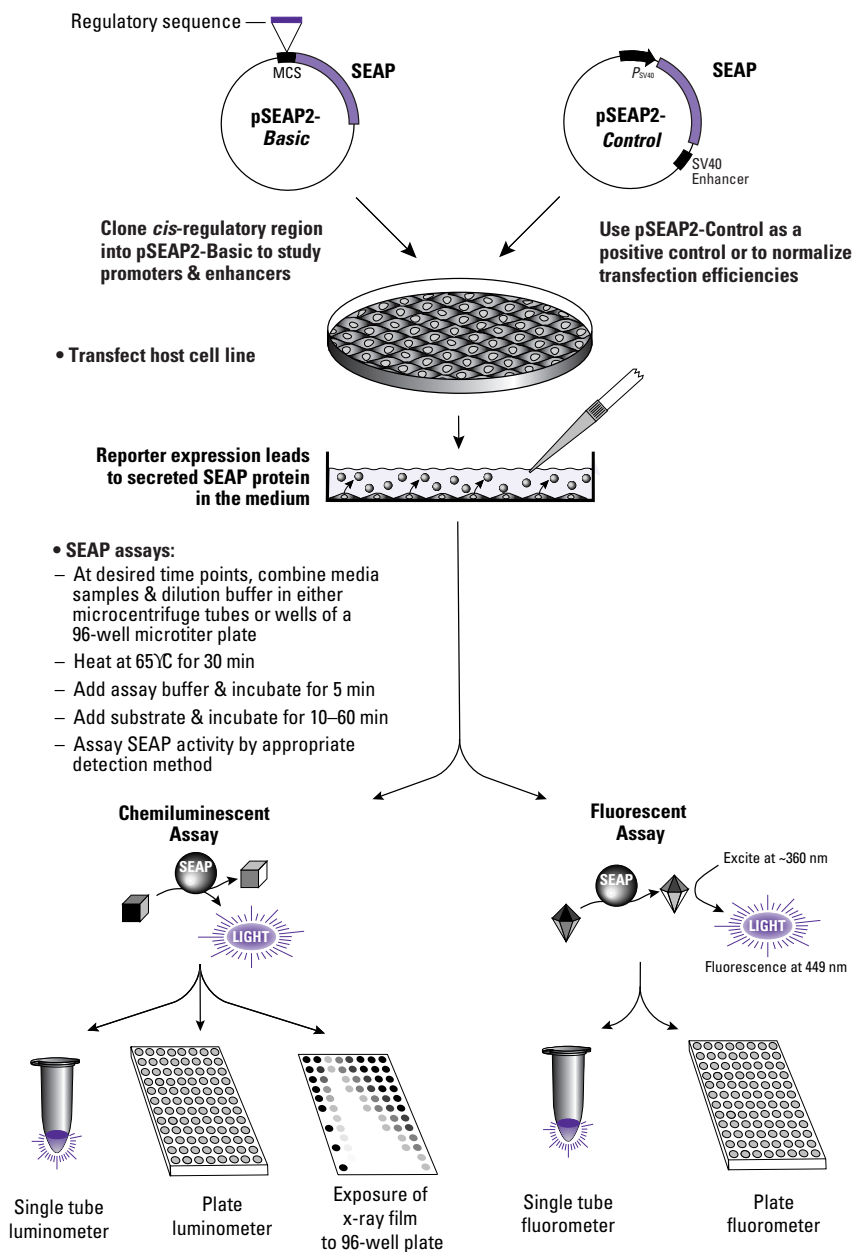 Regulatory sequence
MCS
SEAP
pSEAP2-
Basic
PSV40
SEAP
pSEAP2-
Control
SV40
Enhancer
Clone cis-regulatory region
into pSEAP2-Basic to study
promoters & enhancers
Use pSEAP2-Control as a
positive control or to normalize
transfection efficiencies
• Transfect host cell line
Reporter expression leads
to secreted SEAP protein
in the medium
• SEAP assays:
– At desired time points, combine media
samples & dilution buffer in either
microcentrifuge tubes or wells of a
96-well microtiter plate
– Heat at 65ϒC for 30 min
– Add assay buffer & incubate for 5 min
– Add substrate & incubate for 10–60 min
– Assay SEAP activity by appropriate
detection method
Chemiluminescent
Assay
SEAP
LIGHT
Fluorescent
Assay
SEAP
Excite at ~360 nm
LIGHT
Fluorescence at 449 nm
Single tube
luminometer
Plate
luminometer
Exposure of
x-ray film
to 96-well plate
Single tube
fluorometer
Plate
fluorometer